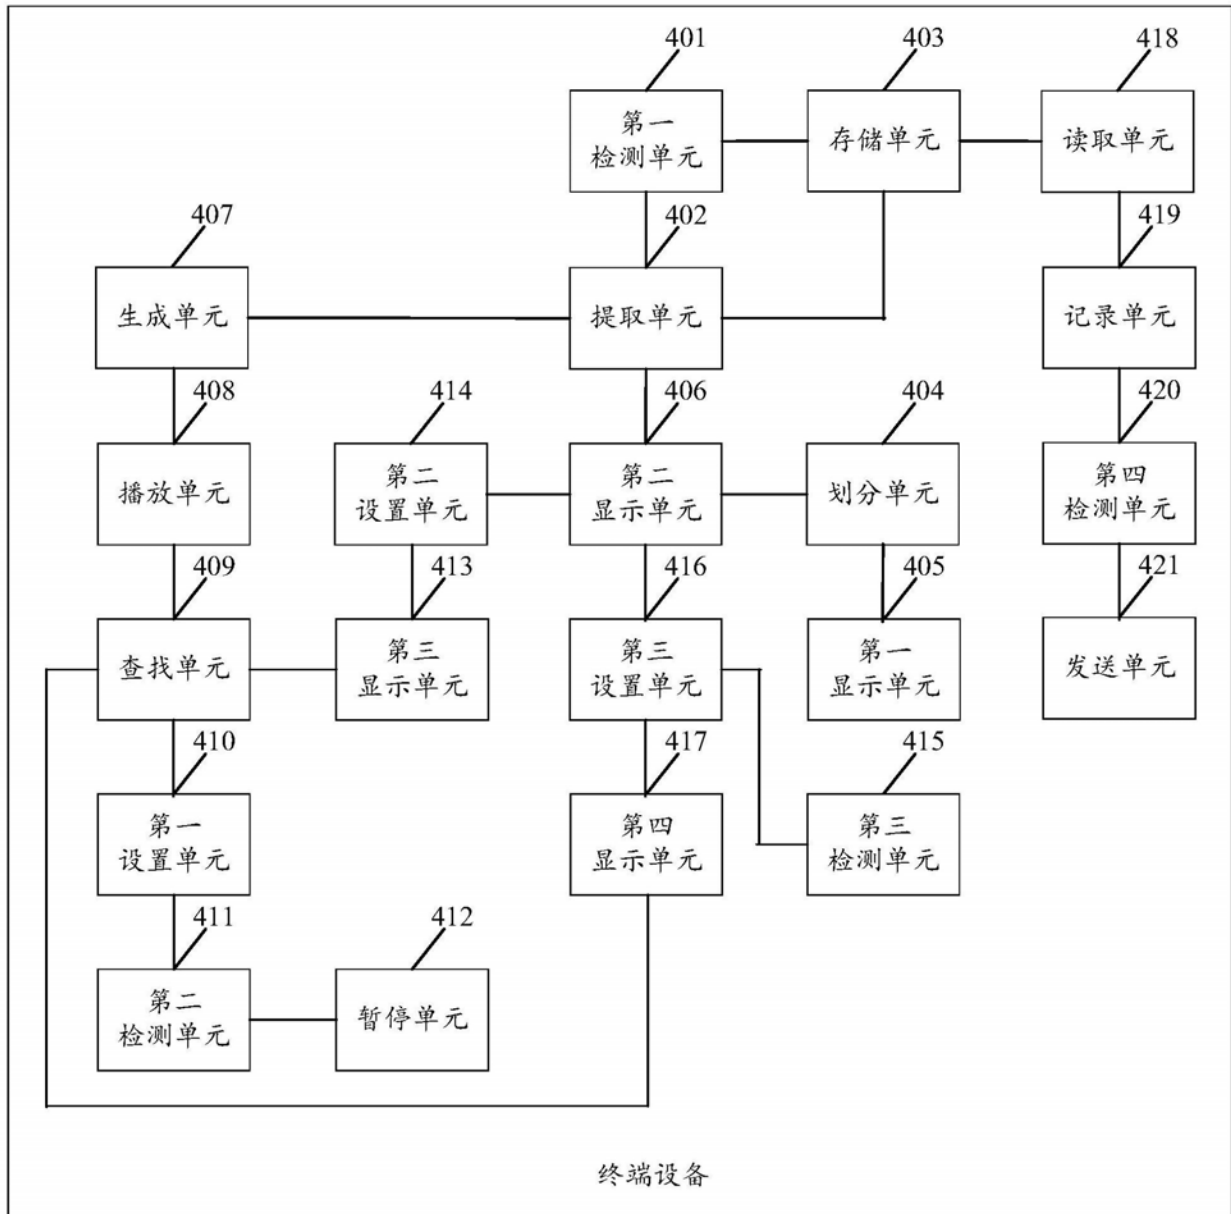 401
403
418
第一
检测单元
存储单元
读取单元
407
402
419
生成单元
提取单元
记录单元
408
414
406
404
420
播放单元
第二
设置单元
第二
显示单元
划分单元
第四
检测单元
409
413
416
405
421
查找单元
第三
显示单元
第三
设置单元
第一
显示单元
发送单元
410
417
415
第一
设置单元
第四
显示单元
第三
检测单元
411
412
第二
检测单元
暂停单元
终端设备